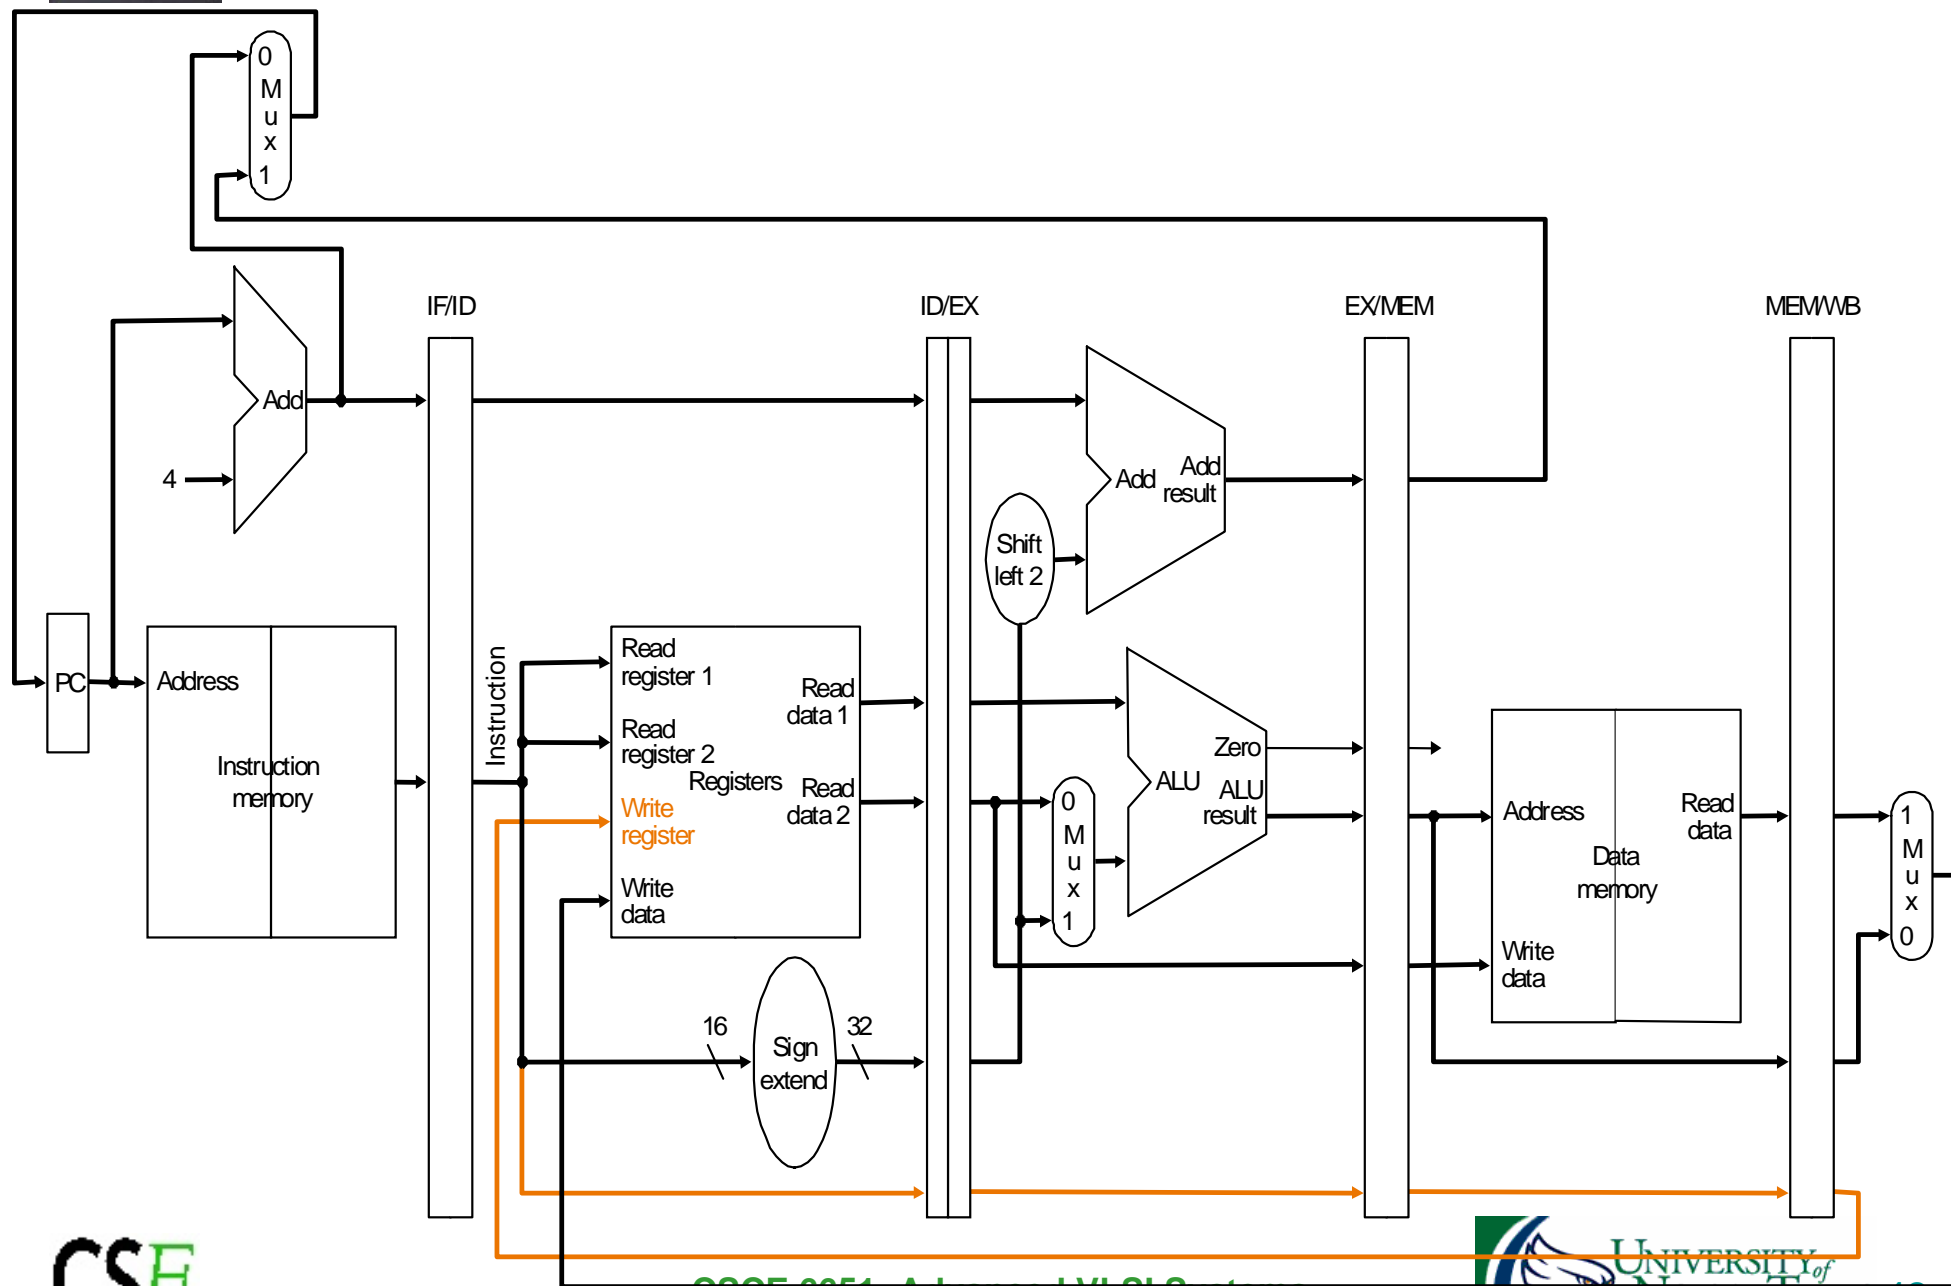 0
M
u
x
1
IF/ID
ID/EX
EX/MEM
MEM/WB
Add
4
Add
Add
result
Shift
left 2
PC
Address
Instruction
memory
Instruction
Read
register 1
Read
register 2
Registers
Write
register
Write
data
Read
data 1
Read
data 2
16
Sign
extend
32
0
M
u
x
1
Zero
ALU
ALU
result
Address
Read
data
Data
memory
Write
data
1
M
u
x
0
CSE
UNIVERSITY of